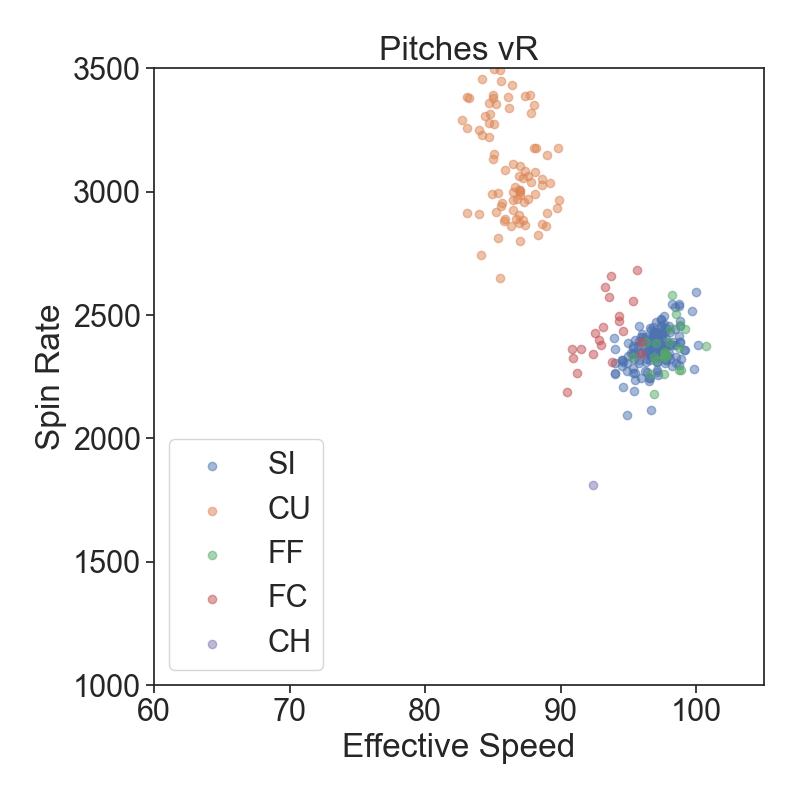 Pitches vR
3500
3000
2500
2000
1500
1000
Spin Rate
SI
CU
FF
FC
CH
60 70 80 90 100
Effective Speed